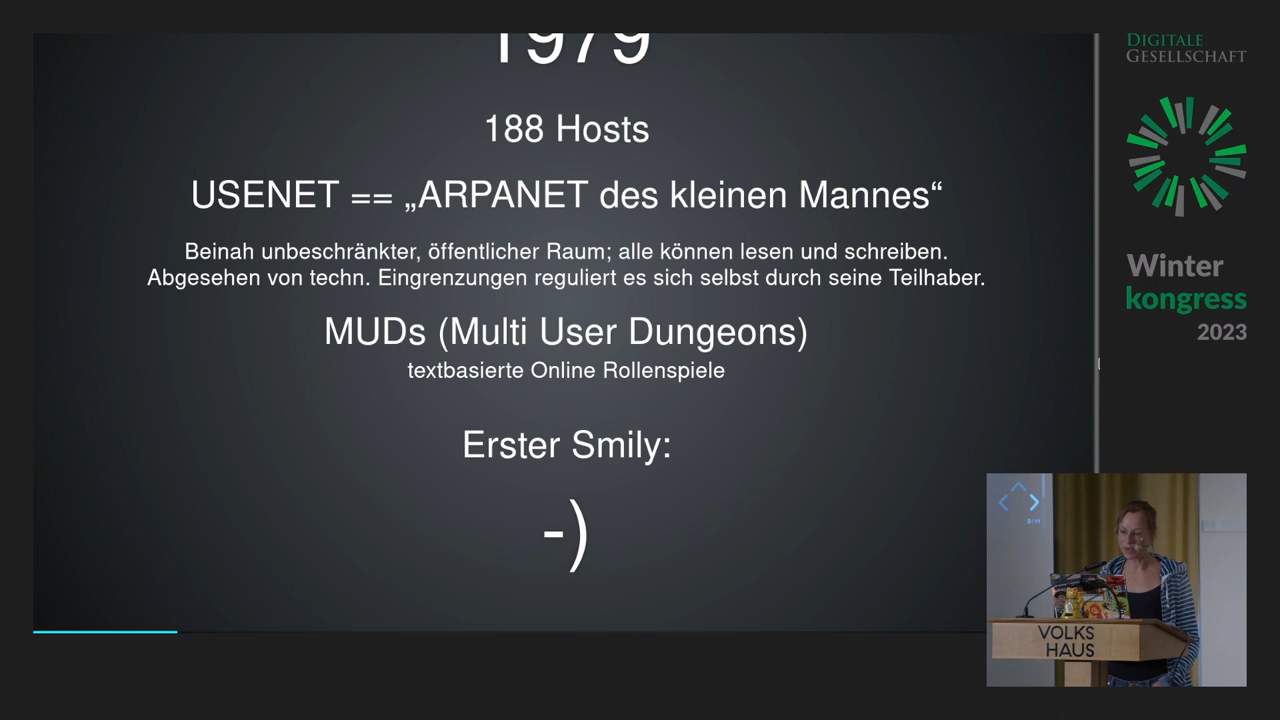 1979
188 Hosts
USENET == „ARPANET des kleinen Mannes“
Beinah unbeschränkter, öffentlicher Raum; alle können lesen und schreiben.
Abgesehen von techn. Eingrenzungen reguliert es sich selbst durch seine Teilhaber.
MUDs (Multi User Dungeons)
textbasierte Online Rollenspiele
Erster Smily:
-)
DIGITALE
GESELLSCHAFT
Winter
kongress
2023
3/11
VOLKS
HAUS